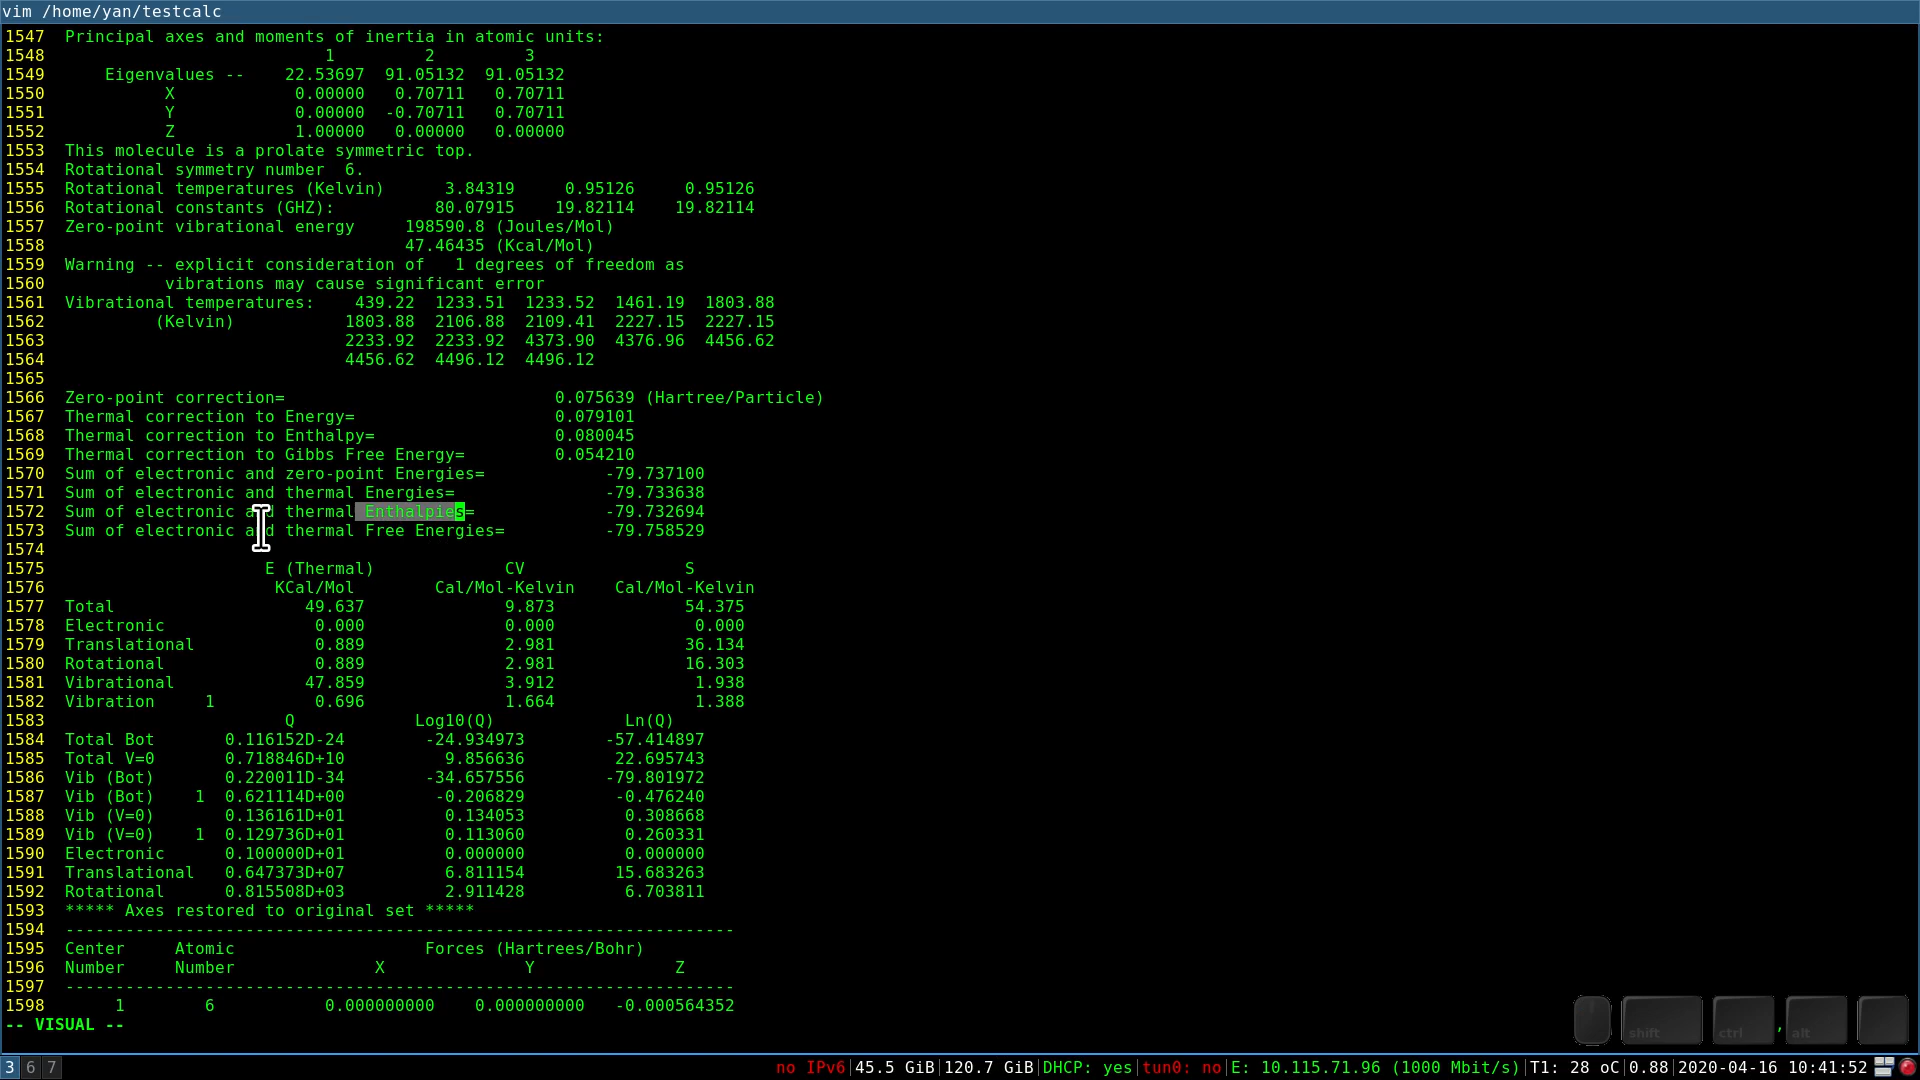 vim /home/yan/testcalc
1547  Principal axes and moments of inertia in atomic units:
1548                            1         2         3
1549      Eigenvalues --    22.53697  91.05132  91.05132
1550            X            0.00000   0.70711   0.70711
1551            Y            0.00000  -0.70711   0.70711
1552            Z            1.00000   0.00000   0.00000
1553  This molecule is a prolate symmetric top.
1554  Rotational symmetry number  6.
1555  Rotational temperatures (Kelvin)      3.84319     0.95126     0.95126
1556  Rotational constants (GHZ):          80.07915    19.82114    19.82114
1557  Zero-point vibrational energy     198590.8 (Joules/Mol)
1558                                    47.46435 (Kcal/Mol)
1559  Warning -- explicit consideration of   1 degrees of freedom as
1560            vibrations may cause significant error
1561  Vibrational temperatures:    439.22  1233.51  1233.52  1461.19  1803.88
1562           (Kelvin)           1803.88  2106.88  2109.41  2227.15  2227.15
1563                              2233.92  2233.92  4373.90  4376.96  4456.62
1564                              4456.62  4496.12  4496.12
1565
1566  Zero-point correction=                           0.075639 (Hartree/Particle)
1567  Thermal correction to Energy=                    0.079101
1568  Thermal correction to Enthalpy=                  0.080045
1569  Thermal correction to Gibbs Free Energy=         0.054210
1570  Sum of electronic and zero-point Energies=            -79.737100
1571  Sum of electronic and thermal Energies=               -79.733638
1572  Sum of electronic and thermal Enthalpies=             -79.732694
1573  Sum of electronic and thermal Free Energies=          -79.758529
1574
1575                      E (Thermal)             CV                S
1576                       KCal/Mol        Cal/Mol-Kelvin    Cal/Mol-Kelvin
1577  Total                   49.637              9.873             54.375
1578  Electronic               0.000              0.000              0.000
1579  Translational            0.889              2.981             36.134
1580  Rotational               0.889              2.981             16.303
1581  Vibrational             47.859              3.912              1.938
1582  Vibration     1          0.696              1.664              1.388
1583                        Q            Log10(Q)             Ln(Q)
1584  Total Bot       0.116152D-24        -24.934973        -57.414897
1585  Total V=0       0.718846D+10          9.856636         22.695743
1586  Vib (Bot)       0.220011D-34        -34.657556        -79.801972
1587  Vib (Bot)    1  0.621114D+00         -0.206829         -0.476240
1588  Vib (V=0)       0.136161D+01          0.134053          0.308668
1589  Vib (V=0)    1  0.129736D+01          0.113060          0.260331
1590  Electronic      0.100000D+01          0.000000          0.000000
1591  Translational   0.647373D+07          6.811154         15.683263
1592  Rotational      0.815508D+03          2.911428          6.703811
1593  ***** Axes restored to original set *****
1594  -------------------------------------------------------------------
1595  Center     Atomic                   Forces (Hartrees/Bohr)
1596  Number     Number              X              Y              Z
1597  -------------------------------------------------------------------
1598       1        6           0.000000000    0.000000000   -0.000564352
-- VISUAL --
shift ctrl , alt
3 6 7 no IPv6|45.5 GiB|120.7 GiB|DHCP: yes|tun0: no|E: 10.115.71.96 (1000 Mbit/s)|T1: 28 oC|0.88|2020-04-16 10:41:52